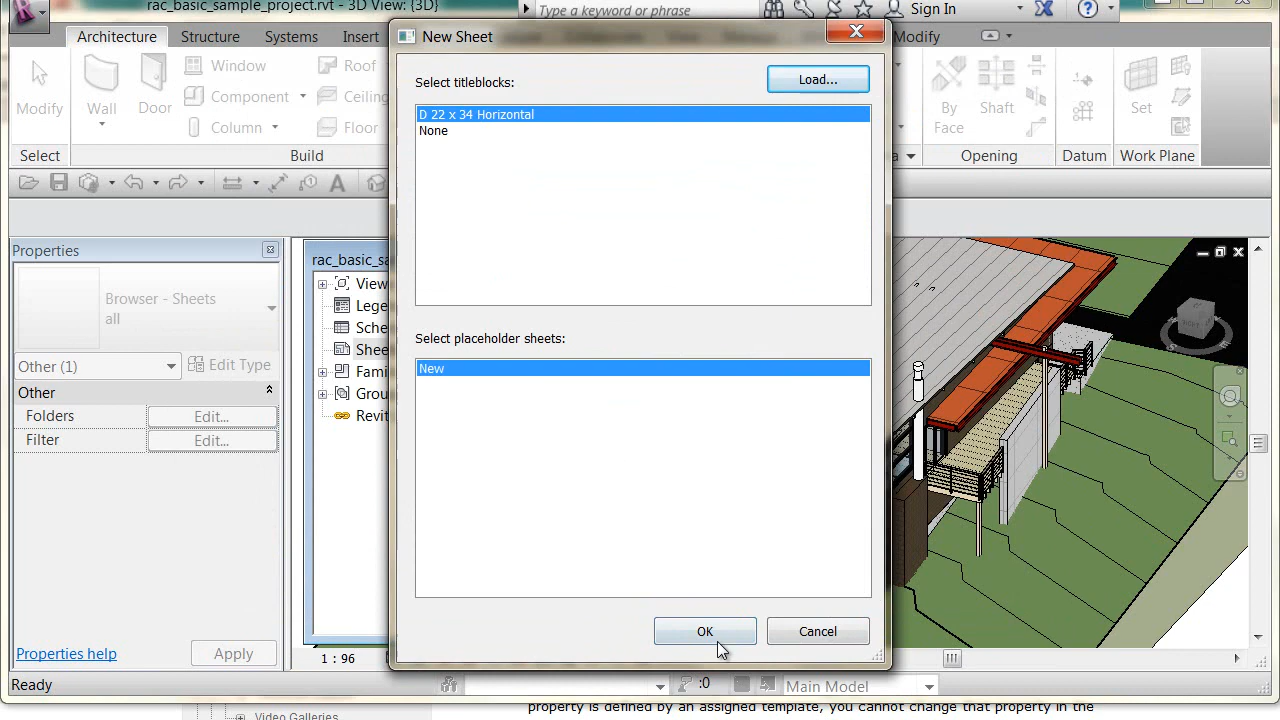 rac_basic_sample_project.rvt - 3D View: {3D}
Type a keyword or phrase
Sign In
Architecture
Structure
Systems
Insert
New Sheet
Modify
Modify
Wall
Door
Window
Component
Column
Roof
Ceiling
Floor
Select
Build
By
Face
Shaft
Set
Opening
Datum
Work Plane
Select titleblocks:
Load...
D 22 x 34 Horizontal
None
Select placeholder sheets:
New
OK
Cancel
Properties
Browser - Sheets
all
Other (1)
Edit Type
Other
Folders
Edit...
Filter
Edit...
Properties help
Apply
rac_basic_sa
View
Lege
Sche
Shee
Fami
Grou
Revit
1 : 96
Ready
:0
Main Model
Video Galleries
property is defined by an assigned template, you cannot change that property in the